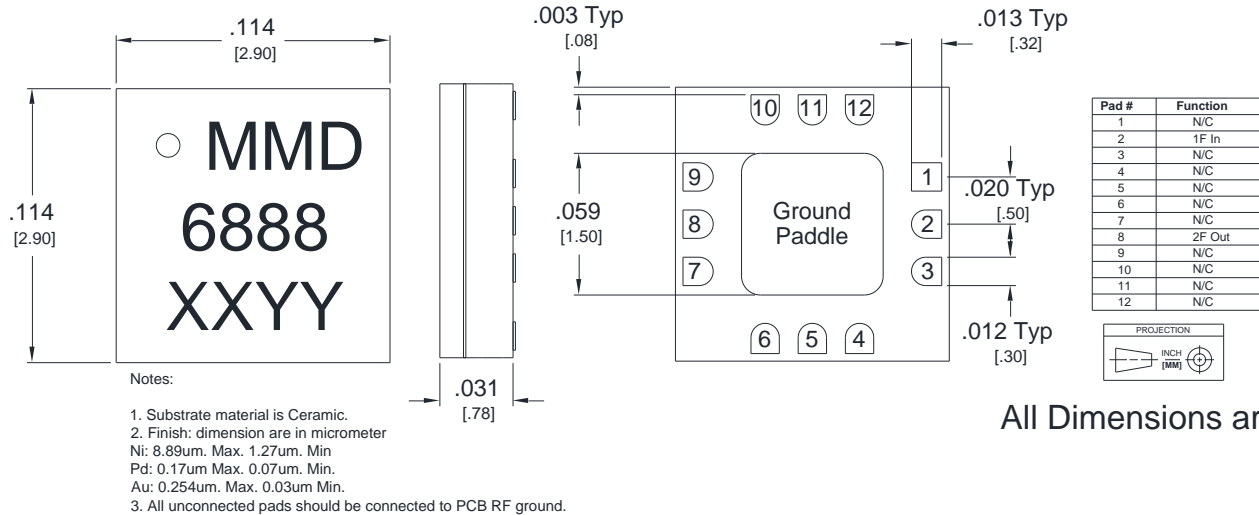 .114
[2.90]
.114
[2.90]
MMD
6888
XXYY
.031
[.78]
.003 Typ
[.08]
.013 Typ
[.32]
.059
[1.50]
10 11 12
9
8
7
Ground
Paddle
1
2
3
6 5 4
.020 Typ
[.50]
.012 Typ
[.30]
Pad # Function
1 N/C
2 1F In
3 N/C
4 N/C
5 N/C
6 N/C
7 N/C
8 2F Out
9 N/C
10 N/C
11 N/C
12 N/C
PROJECTION
INCH
[MM]
All Dimensions ar
Notes:
1. Substrate material is Ceramic.
2. Finish: dimension are in micrometer
Ni: 8.89um. Max. 1.27um. Min
Pd: 0.17um Max. 0.07um. Min.
Au: 0.254um. Max. 0.03um Min.
3. All unconnected pads should be connected to PCB RF ground.